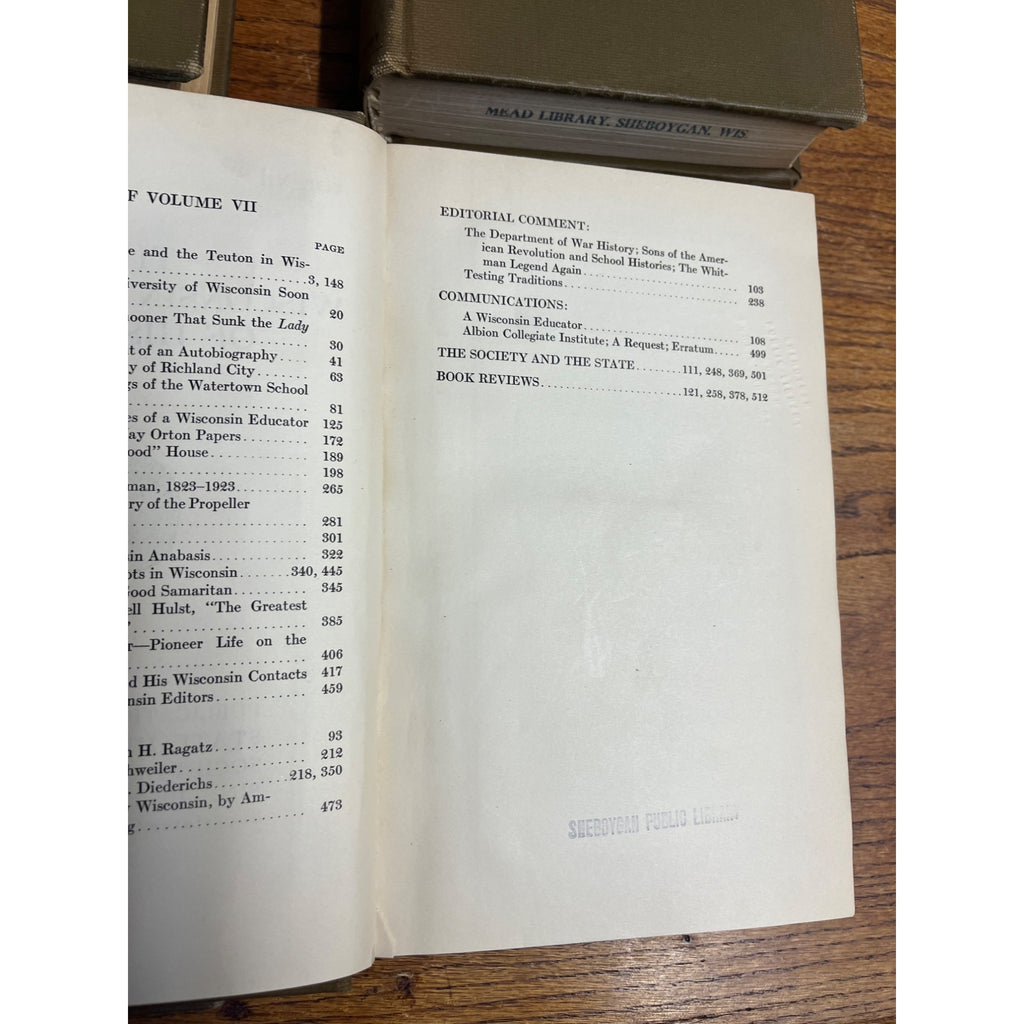 MEAD LIBRARY. SHEBOYGAN. WIS.
F VOLUME VII
PAGE
e and the Teuton in Wis-
3, 148
iversity of Wisconsin Soon
20
ooner That Sunk the Lady
30
t of an Autobiography.... 41
y of Richland City......... 63
gs of the Watertown School
81
es of a Wisconsin Educator 125
ay Orton Papers......... 172
ood" House............. 189
198
man, 1823–1923......... 265
ry of the Propeller
281
301
in Anabasis............. 322
ots in Wisconsin....... 340, 445
ood Samaritan.......... 345
ell Hulst, "The Greatest
385
r—Pioneer Life on the
406
d His Wisconsin Contacts 417
nsin Editors............ 459
93
H. Ragatz............
hweiler............... 212
. Diederichs.......... 218, 350
Wisconsin, by Am-
g.................... 473
EDITORIAL COMMENT:
The Department of War History; Sons of the Amer-
ican Revolution and School Histories; The Whit-
man Legend Again.................... 103
Testing Traditions.................... 238
COMMUNICATIONS:
A Wisconsin Educator.................... 108
Albion Collegiate Institute; A Request; Erratum..... 499
THE SOCIETY AND THE STATE........ 111, 248, 369, 501
BOOK REVIEWS.................... 121, 258, 378, 512
SHEBOYGAN PUBLIC LIBRARY